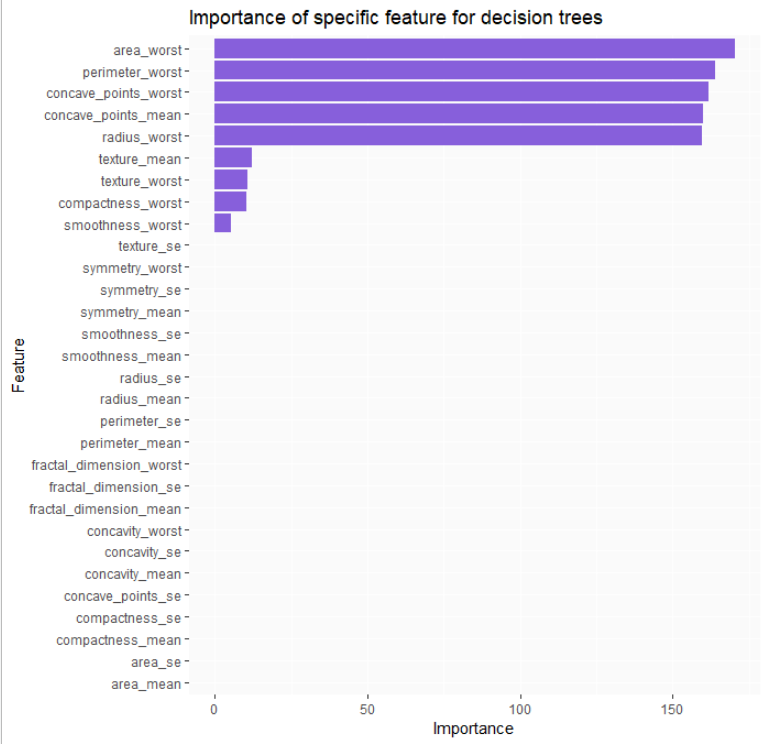 Importance of specific feature for decision trees
area_worst
perimeter_worst
concave_points_worst
concave_points_mean
radius_worst
texture_mean
texture_worst
compactness_worst
smoothness_worst
texture_se
symmetry_worst
symmetry_se
symmetry_mean
smoothness_se
smoothness_mean
radius_se
radius_mean
perimeter_se
perimeter_mean
fractal_dimension_worst
fractal_dimension_se
fractal_dimension_mean
concavity_worst
concavity_se
concavity_mean
concave_points_se
compactness_se
compactness_mean
area_se
area_mean
Feature
0 50 100 150
Importance